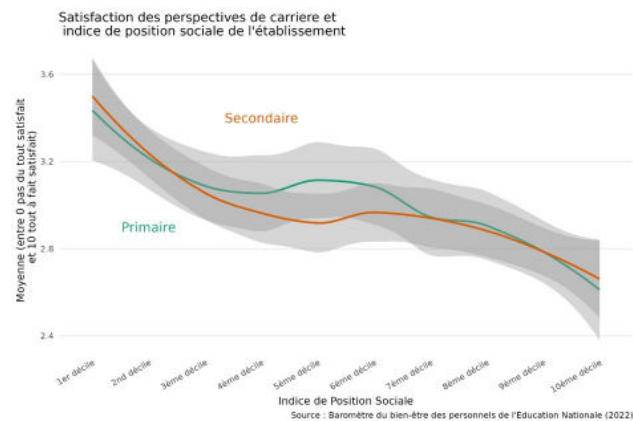 Satisfaction des perspectives de carriere et
indice de position sociale de l'établissement
3.6
3.2
2.8
2.4
Moyenne (entre 0 pas du tout satisfait
et 10 tout à fait satisfait)
Secondaire
Primaire
1er décile
2nd décile
3ème décile
4ème décile
5ème décile
6ème décile
7ème décile
8ème décile
9ème décile
10ème décile
Indice de Position Sociale
Source : Baromètre du bien-être des personnels de l'Education Nationale (2022)